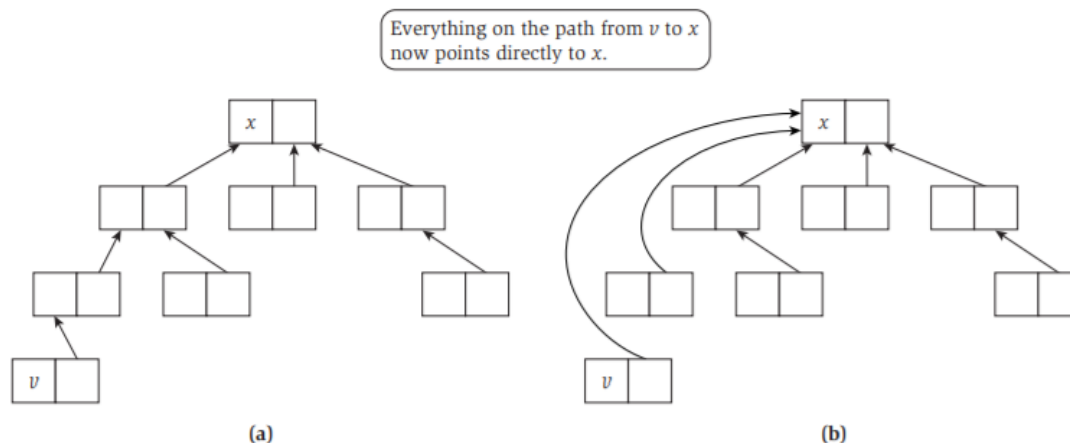 Everything on the path from v to x
now points directly to x.
x
x
v
v
(a)
(b)